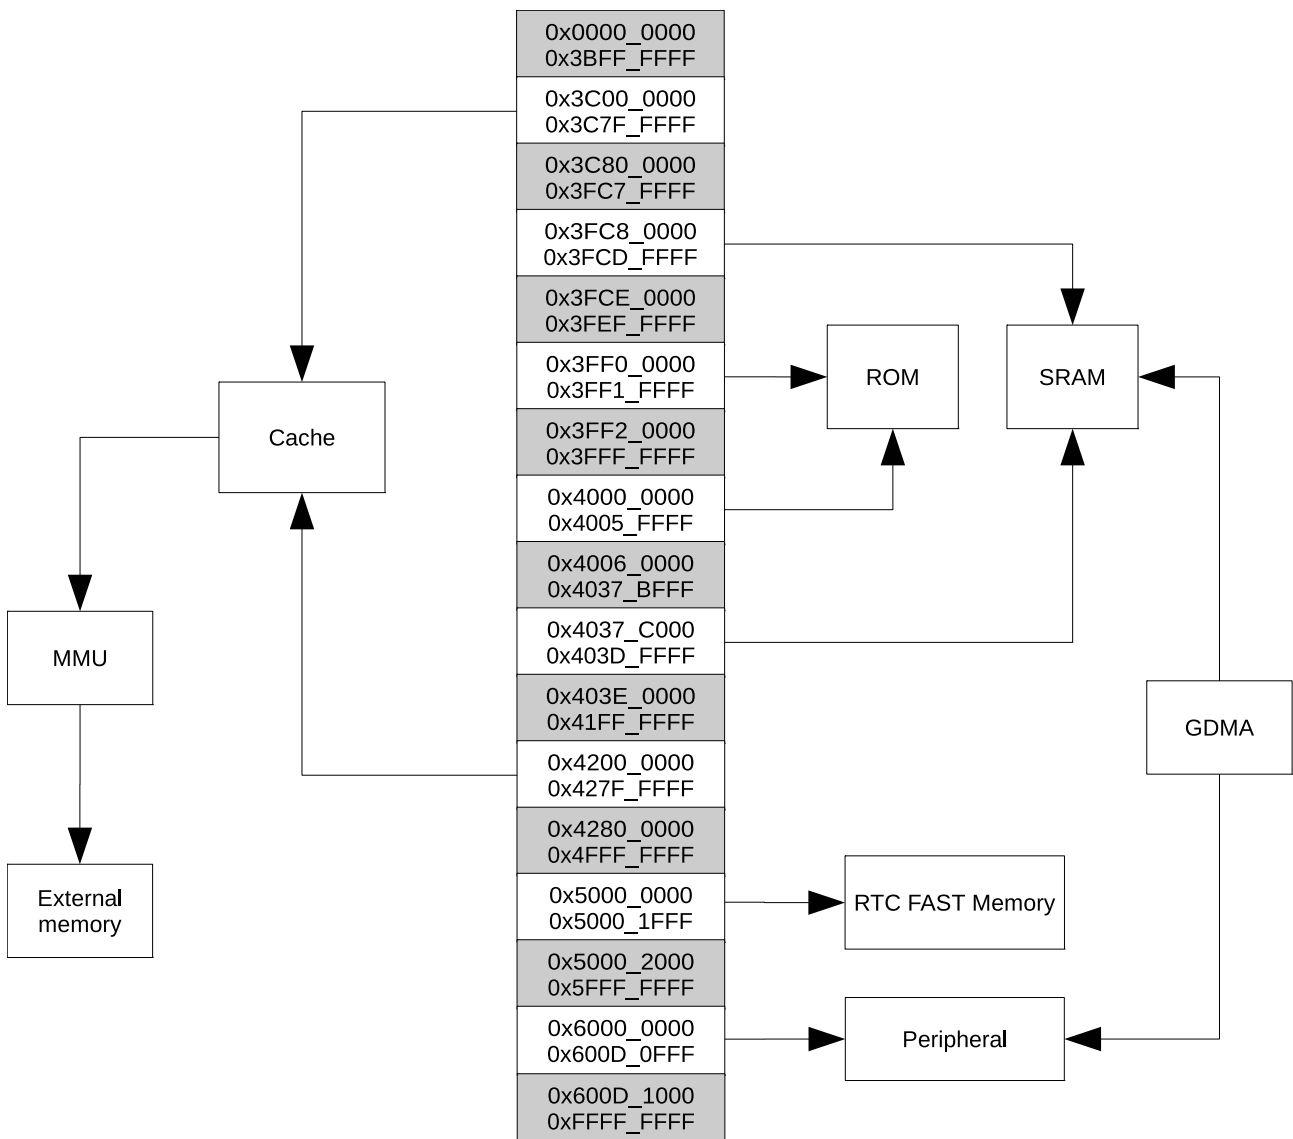 0x0000_0000
0x3BFF_FFFF
0x3C00_0000
0x3C7F_FFFF
0x3C80_0000
0x3FC7_FFFF
0x3FC8_0000
0x3FCD_FFFF
0x3FCE_0000
0x3FEF_FFFF
0x3FF0_0000
0x3FF1_FFFF
0x3FF2_0000
0x3FFF_FFFF
0x4000_0000
0x4005_FFFF
0x4006_0000
0x4037_BFFF
0x4037_C000
0x403D_FFFF
0x403E_0000
0x41FF_FFFF
0x4200_0000
0x427F_FFFF
0x4280_0000
0x4FFF_FFFF
0x5000_0000
0x5000_1FFF
0x5000_2000
0x5FFF_FFFF
0x6000_0000
0x600D_0FFF
0x600D_1000
0xFFFF_FFFF
Cache
MMU
External
memory
ROM
SRAM
GDMA
RTC FAST Memory
Peripheral